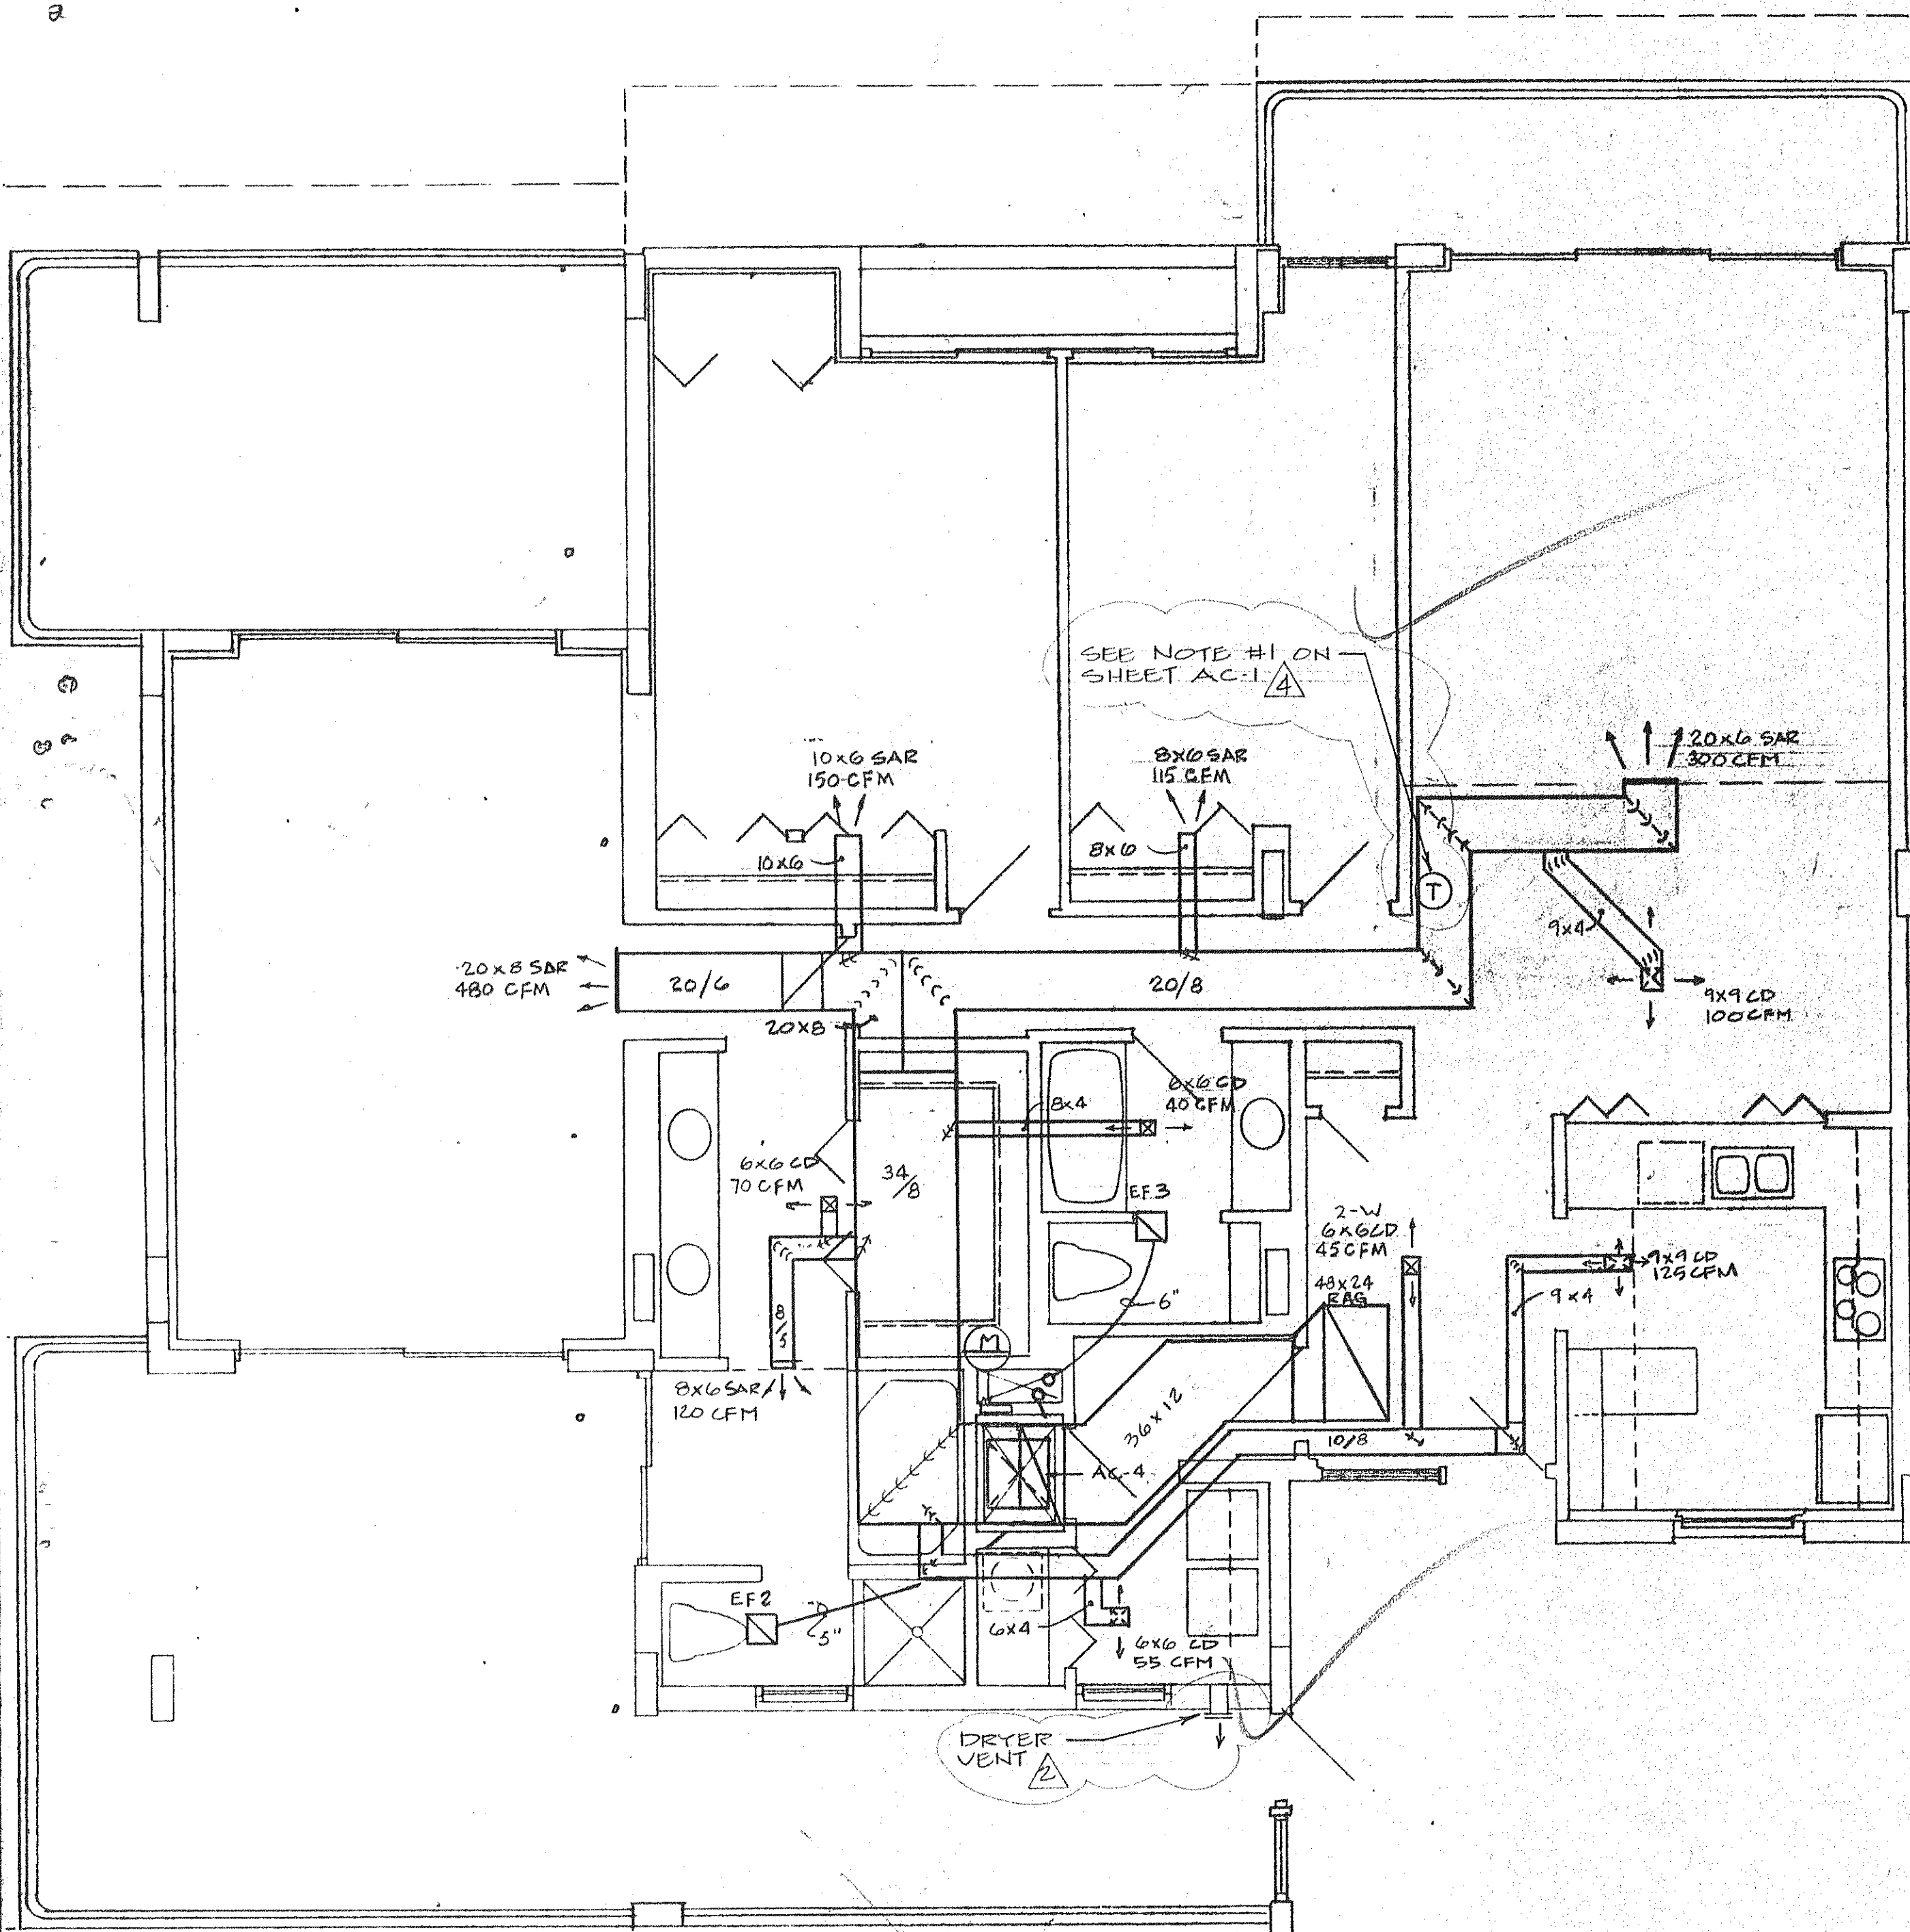 SEE NOTE #1 ON
SHEET AC-1 4
20x6 SAR
300 CFM
10x6 SAR
150 CFM
8x6 SAR
115 CFM
10x6
8x6
T
9x4
20x8 SAR
480 CFM
20/6
20/8
9x9 CD
100 CFM
20x8
6x6 CD
40 CFM
8x4
6x6 CD
70 CFM
34/8
EF3
2-W
6x6 CD
45 CFM
9x9 CD
125 CFM
48x24
RAG
6"
9x4
8/5
M
8x6 SAR
120 CFM
36x12
10/8
AC-4
EF2
5"
6x4
6x6 CD
55 CFM
DRYER
VENT 2